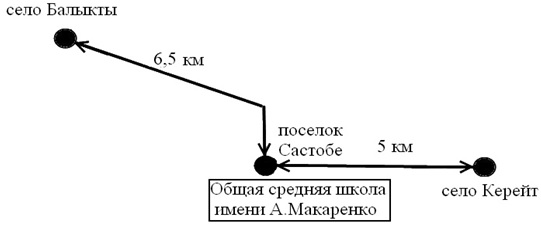 село Балыкты
6,5 км
поселок
Састобе
5 км
Общая средняя школа
имени А.Макаренко
село Керейт